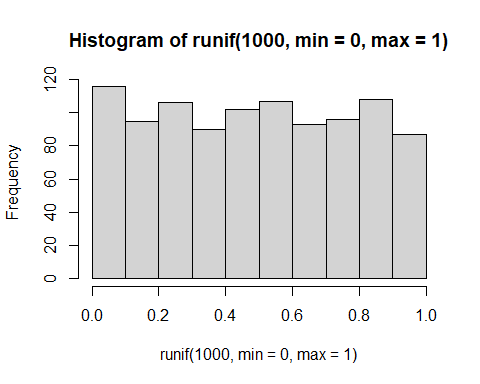 Histogram of runif(1000, min = 0, max = 1)
Frequency
120
80
60
40
20
0
0.0 0.2 0.4 0.6 0.8 1.0
runif(1000, min = 0, max = 1)